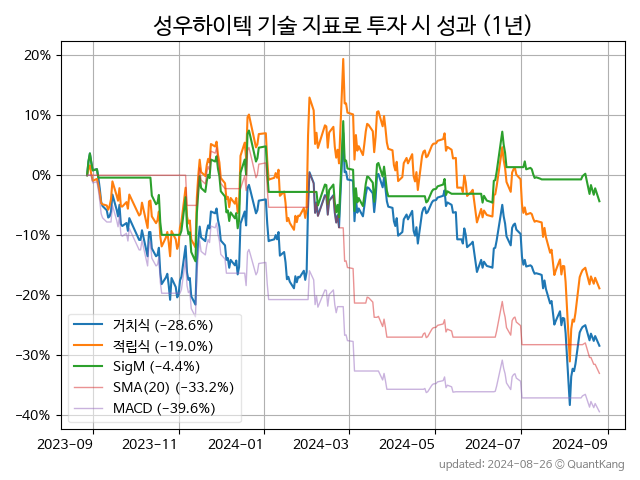 성우하이텍 기술 지표로 투자 시 성과 (1년)
20%
10%
0%
−10%
−20%
−30%
−40%
거치식 (−28.6%)
적립식 (−19.0%)
SigM (−4.4%)
SMA(20) (−33.2%)
MACD (−39.6%)
2023-09 2023-11 2024-01 2024-03 2024-05 2024-07 2024-09
updated: 2024-08-26 © QuantKang